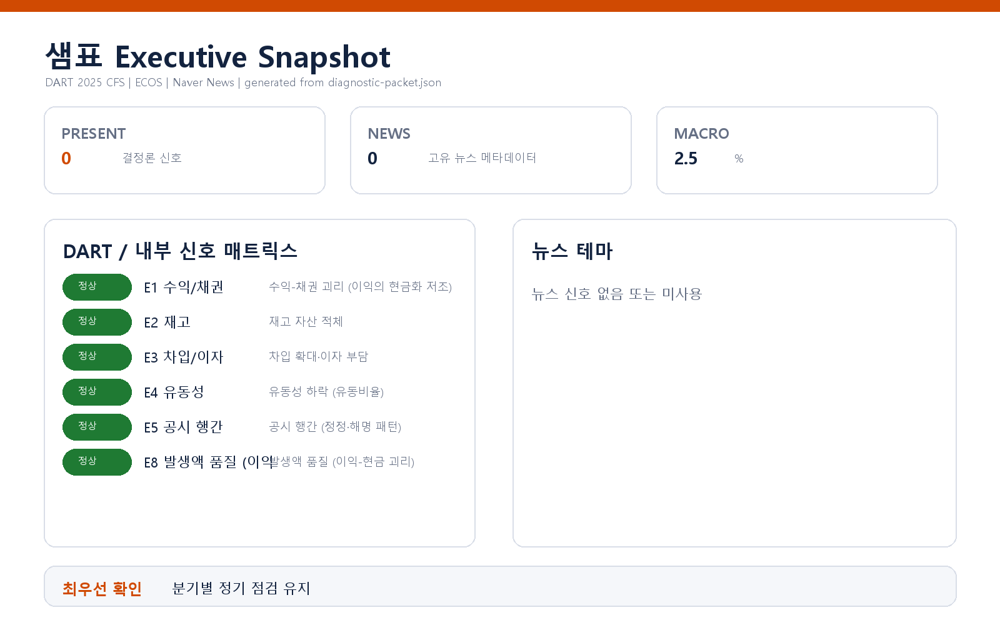 샘표 Executive Snapshot
DART 2025 CFS | ECOS | Naver News | generated from diagnostic-packet.json
PRESENT
0 결정론 신호
NEWS
0 고유 뉴스 메타데이터
MACRO
2.5 %
DART / 내부 신호 매트릭스
정상 E1 수익/채권 수익-채권 괴리 (이익의 현금화 저조)
정상 E2 재고 재고 자산 적체
정상 E3 차입/이자 차입 확대·이자 부담
정상 E4 유동성 유동성 하락 (유동비율)
정상 E5 공시 행간 공시 행간 (정정·해명 패턴)
정상 E8 발생액 품질 (이익 발생액 품질 (이익-현금 괴리)
뉴스 테마
뉴스 신호 없음 또는 미사용
최우선 확인 분기별 정기 점검 유지